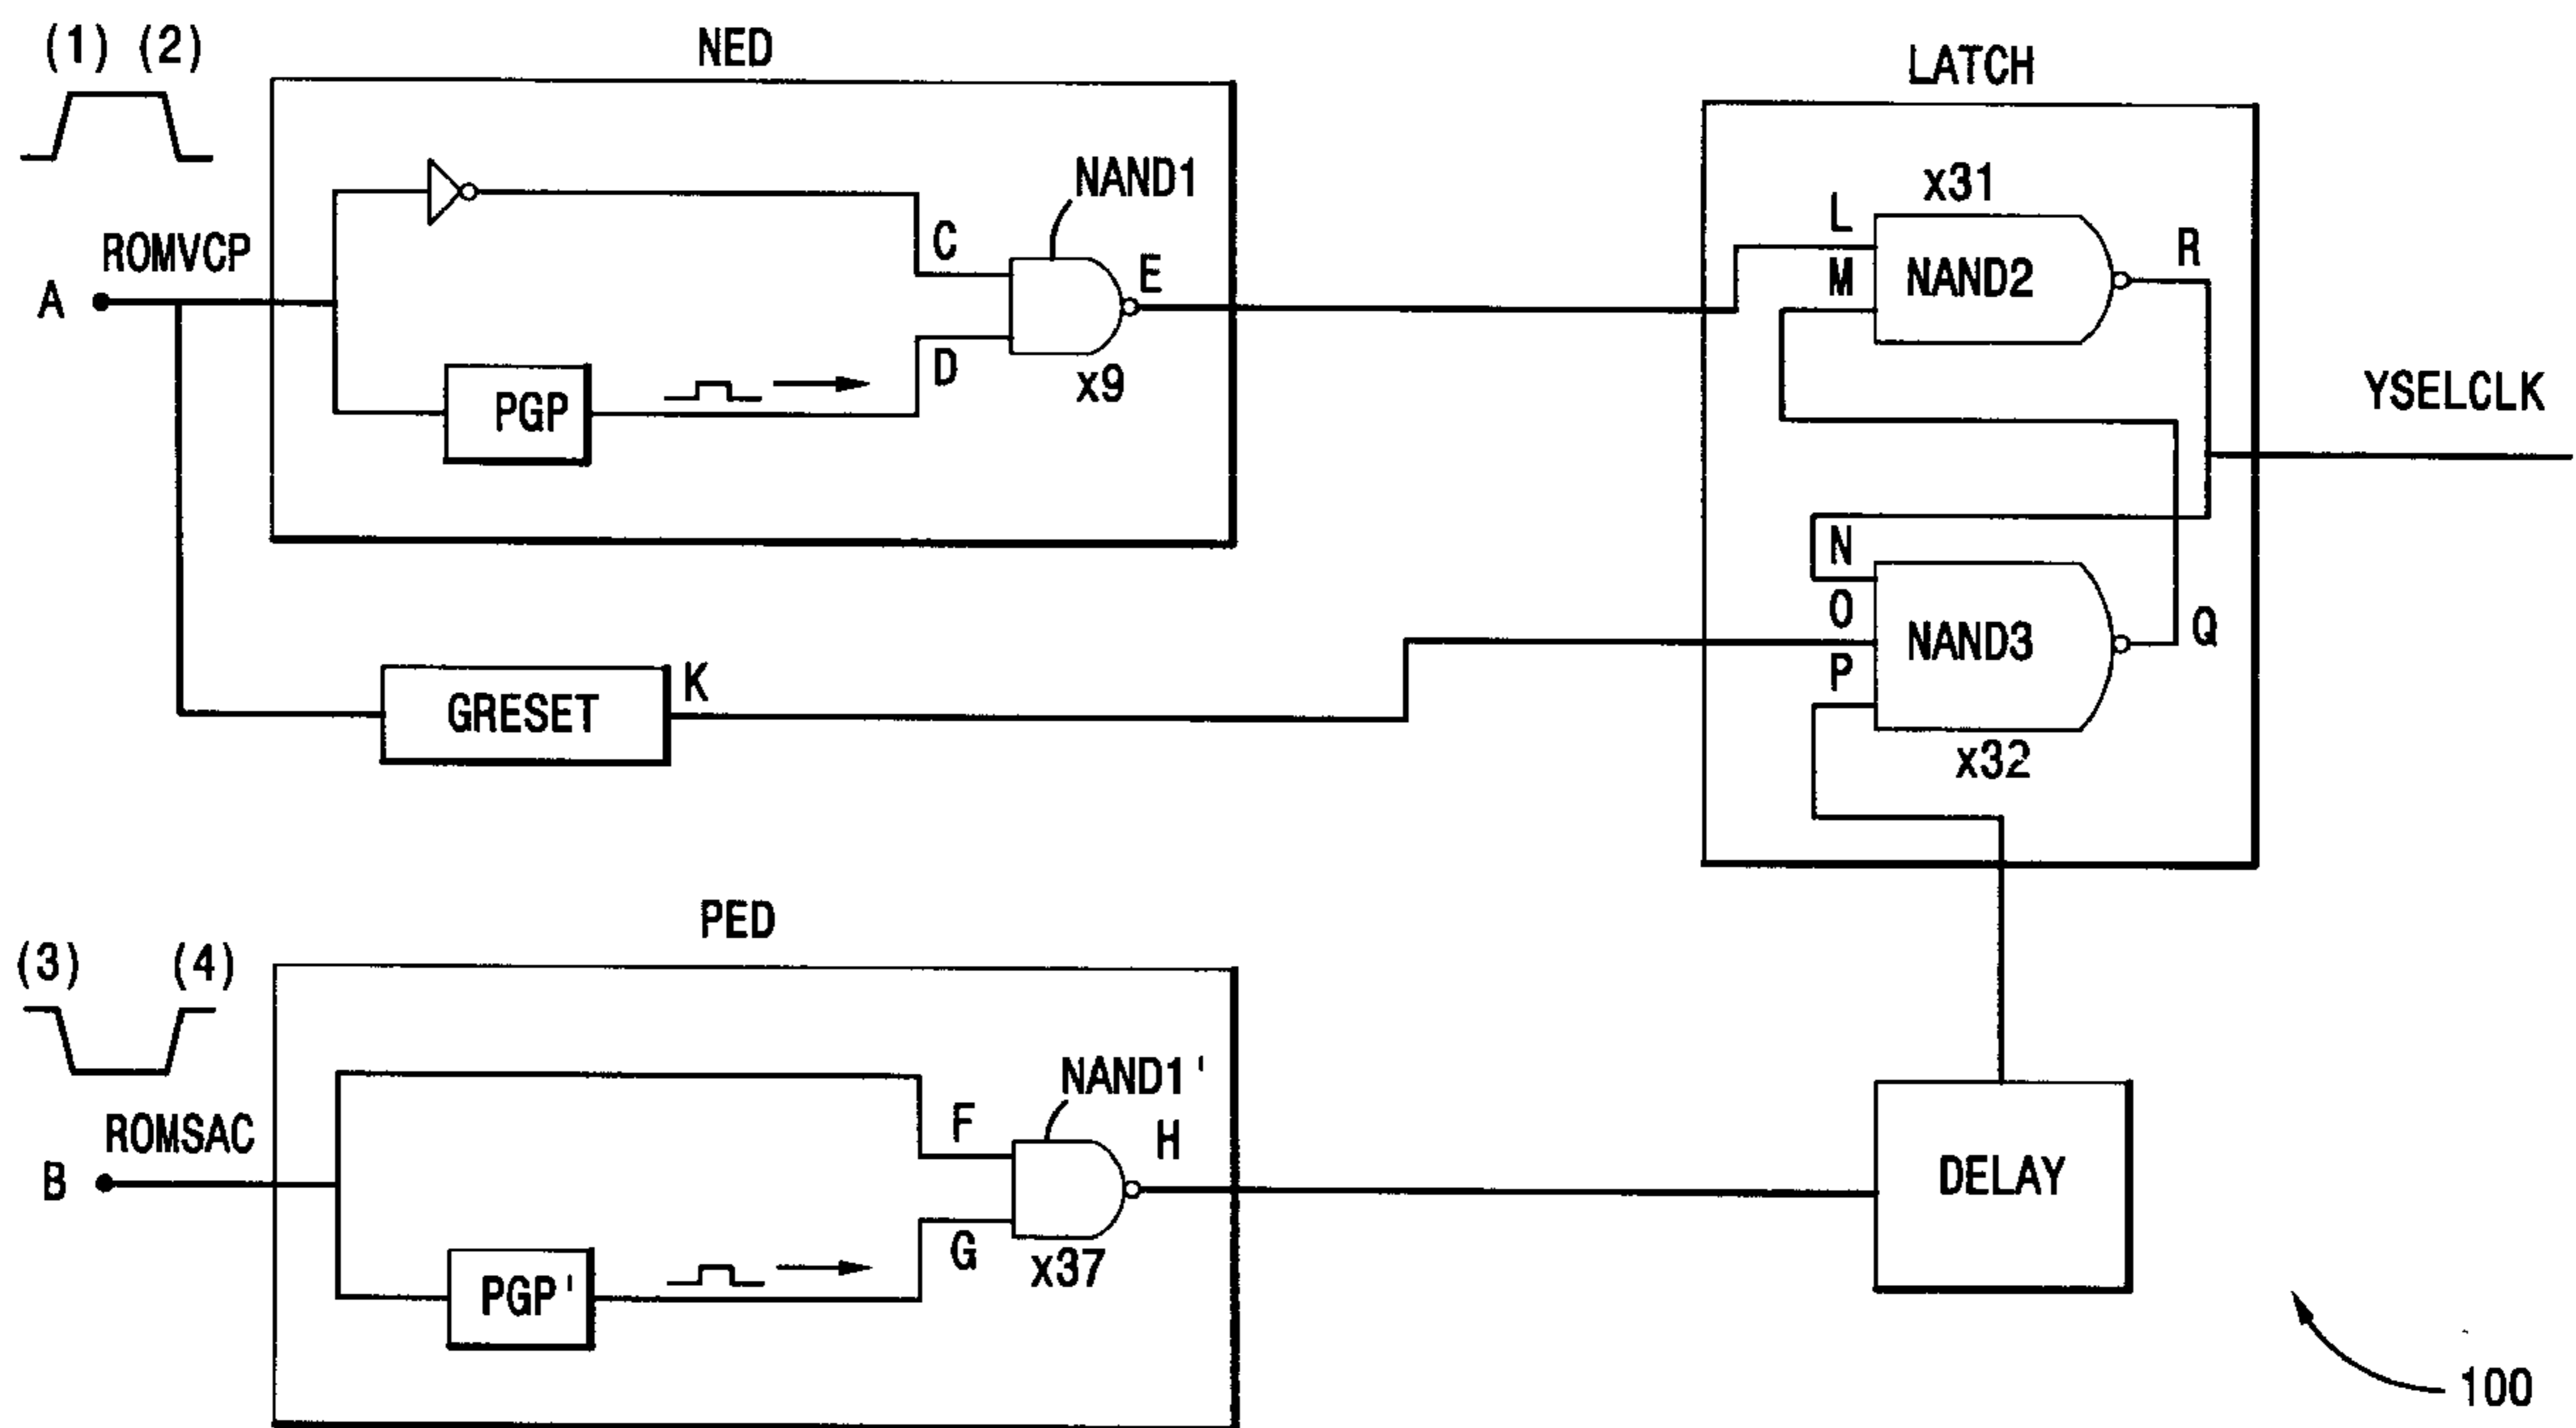 (1) (2)
NED
LATCH
NAND1
x31
L
R
C
ROMVCP
E
M
NAND2
A
D
x9
PGP
YSELCLK
N
O
K
NAND3
Q
P
GRESET
x32
PED
(3) (4)
NAND1'
F
ROMSAC
H
B
DELAY
G
x37
PGP'
100